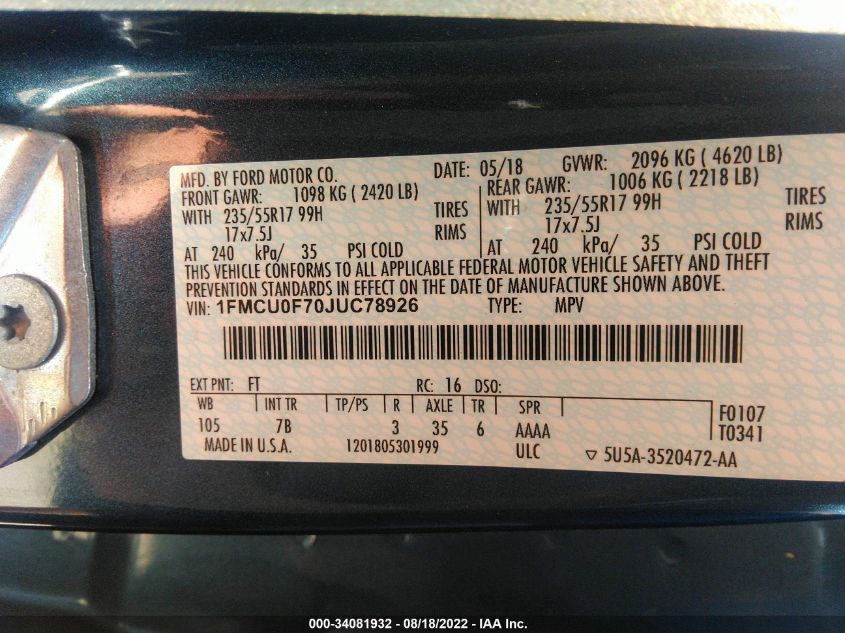 MFD. BY FORD MOTOR CO. DATE: 05/18 GVWR: 2096 KG ( 4620 LB)
FRONT GAWR: 1098 KG ( 2420 LB) REAR GAWR: 1006 KG ( 2218 LB)
WITH 235/55R17 99H TIRES WITH 235/55R17 99H TIRES
17x7.5J RIMS 17x7.5J RIMS
AT 240 kPa/ 35 PSI COLD AT 240 kPa/ 35 PSI COLD
THIS VEHICLE CONFORMS TO ALL APPLICABLE FEDERAL MOTOR VEHICLE SAFETY AND THEFT
PREVENTION STANDARDS IN EFFECT ON THE DATE OF MANUFACTURE SHOWN ABOVE.
VIN: 1FMCU0F70JUC78926 TYPE: MPV
EXT PNT: FT RC: 16 DSO:
WB INT TR TP/PS R AXLE TR SPR F0107
105 7B 3 35 6 AAAA T0341
MADE IN U.S.A. 1201805301999 ULC ▽ 5U5A-3520472-AA
000-34081932 - 08/18/2022 - IAA Inc.